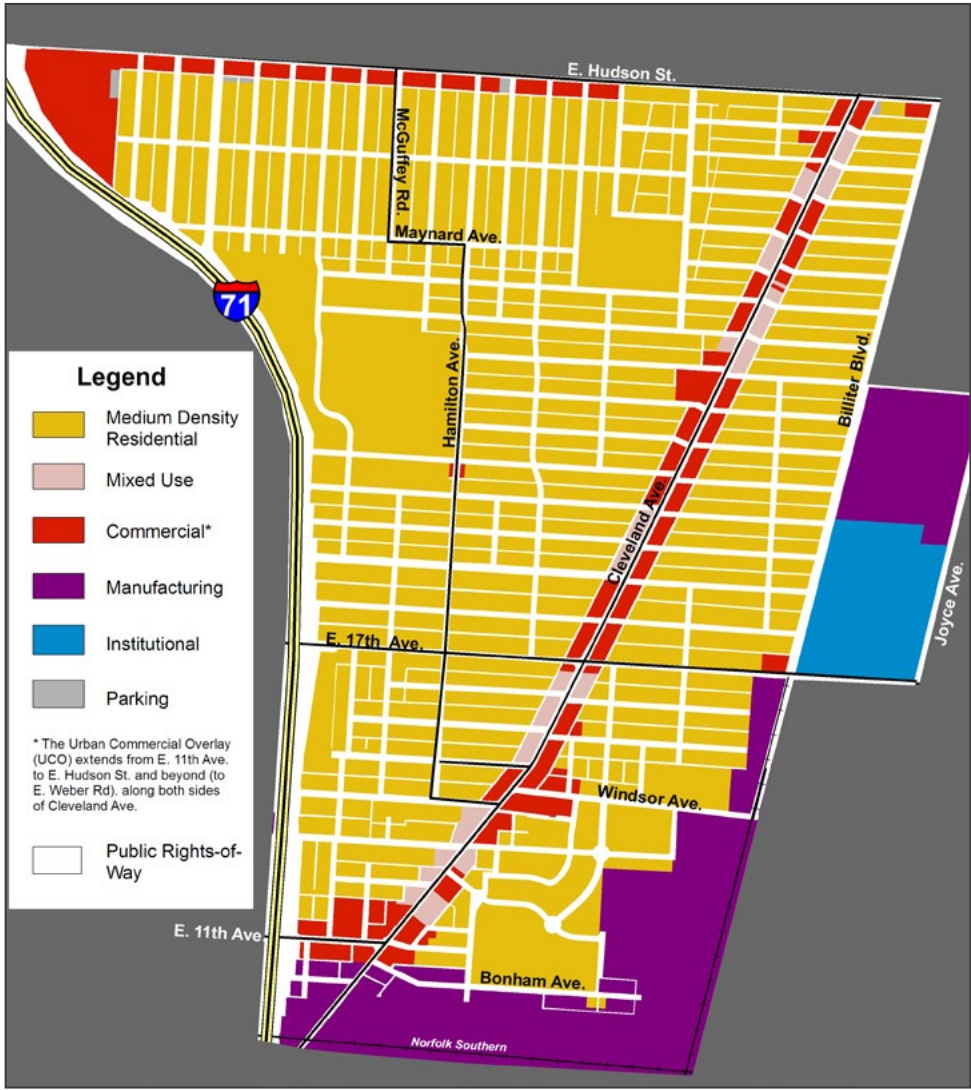 E. Hudson St.
McGuffey Rd.
Maynard Ave.
71
Hamilton Ave.
Billiter Blvd.
Cleveland Ave.
Joyce Ave.
E. 17th Ave.
Windsor Ave.
E. 11th Ave.
Bonham Ave.
Norfolk Southern
Legend
Medium Density
Residential
Mixed Use
Commercial*
Manufacturing
Institutional
Parking
* The Urban Commercial Overlay
(UCO) extends from E. 11th Ave.
to E. Hudson St. and beyond (to
E. Weber Rd). along both sides
of Cleveland Ave.
Public Rights-of-
Way